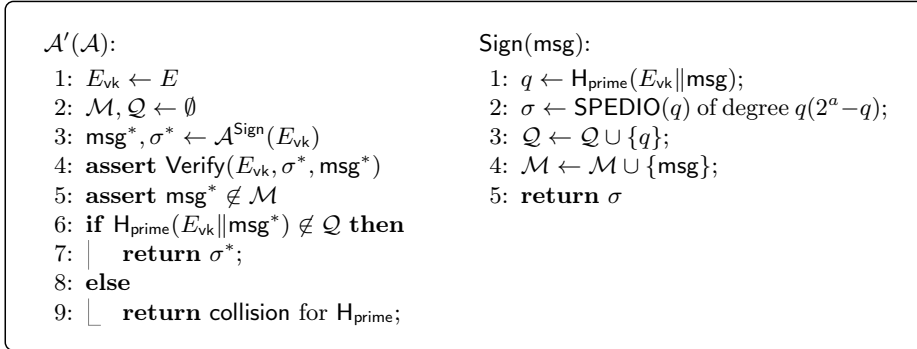 𝒜′(𝒜):
1: E_vk ← E
2: ℳ, 𝒬 ← ∅
3: msg*, σ* ← 𝒜^Sign(E_vk)
4: assert Verify(E_vk, σ*, msg*)
5: assert msg* ∉ ℳ
6: if H_prime(E_vk‖msg*) ∉ 𝒬 then
7: return σ*;
8: else
9: return collision for H_prime;
Sign(msg):
1: q ← H_prime(E_vk‖msg);
2: σ ← SPEDIO(q) of degree q(2^a−q);
3: 𝒬 ← 𝒬 ∪ {q};
4: ℳ ← ℳ ∪ {msg};
5: return σ